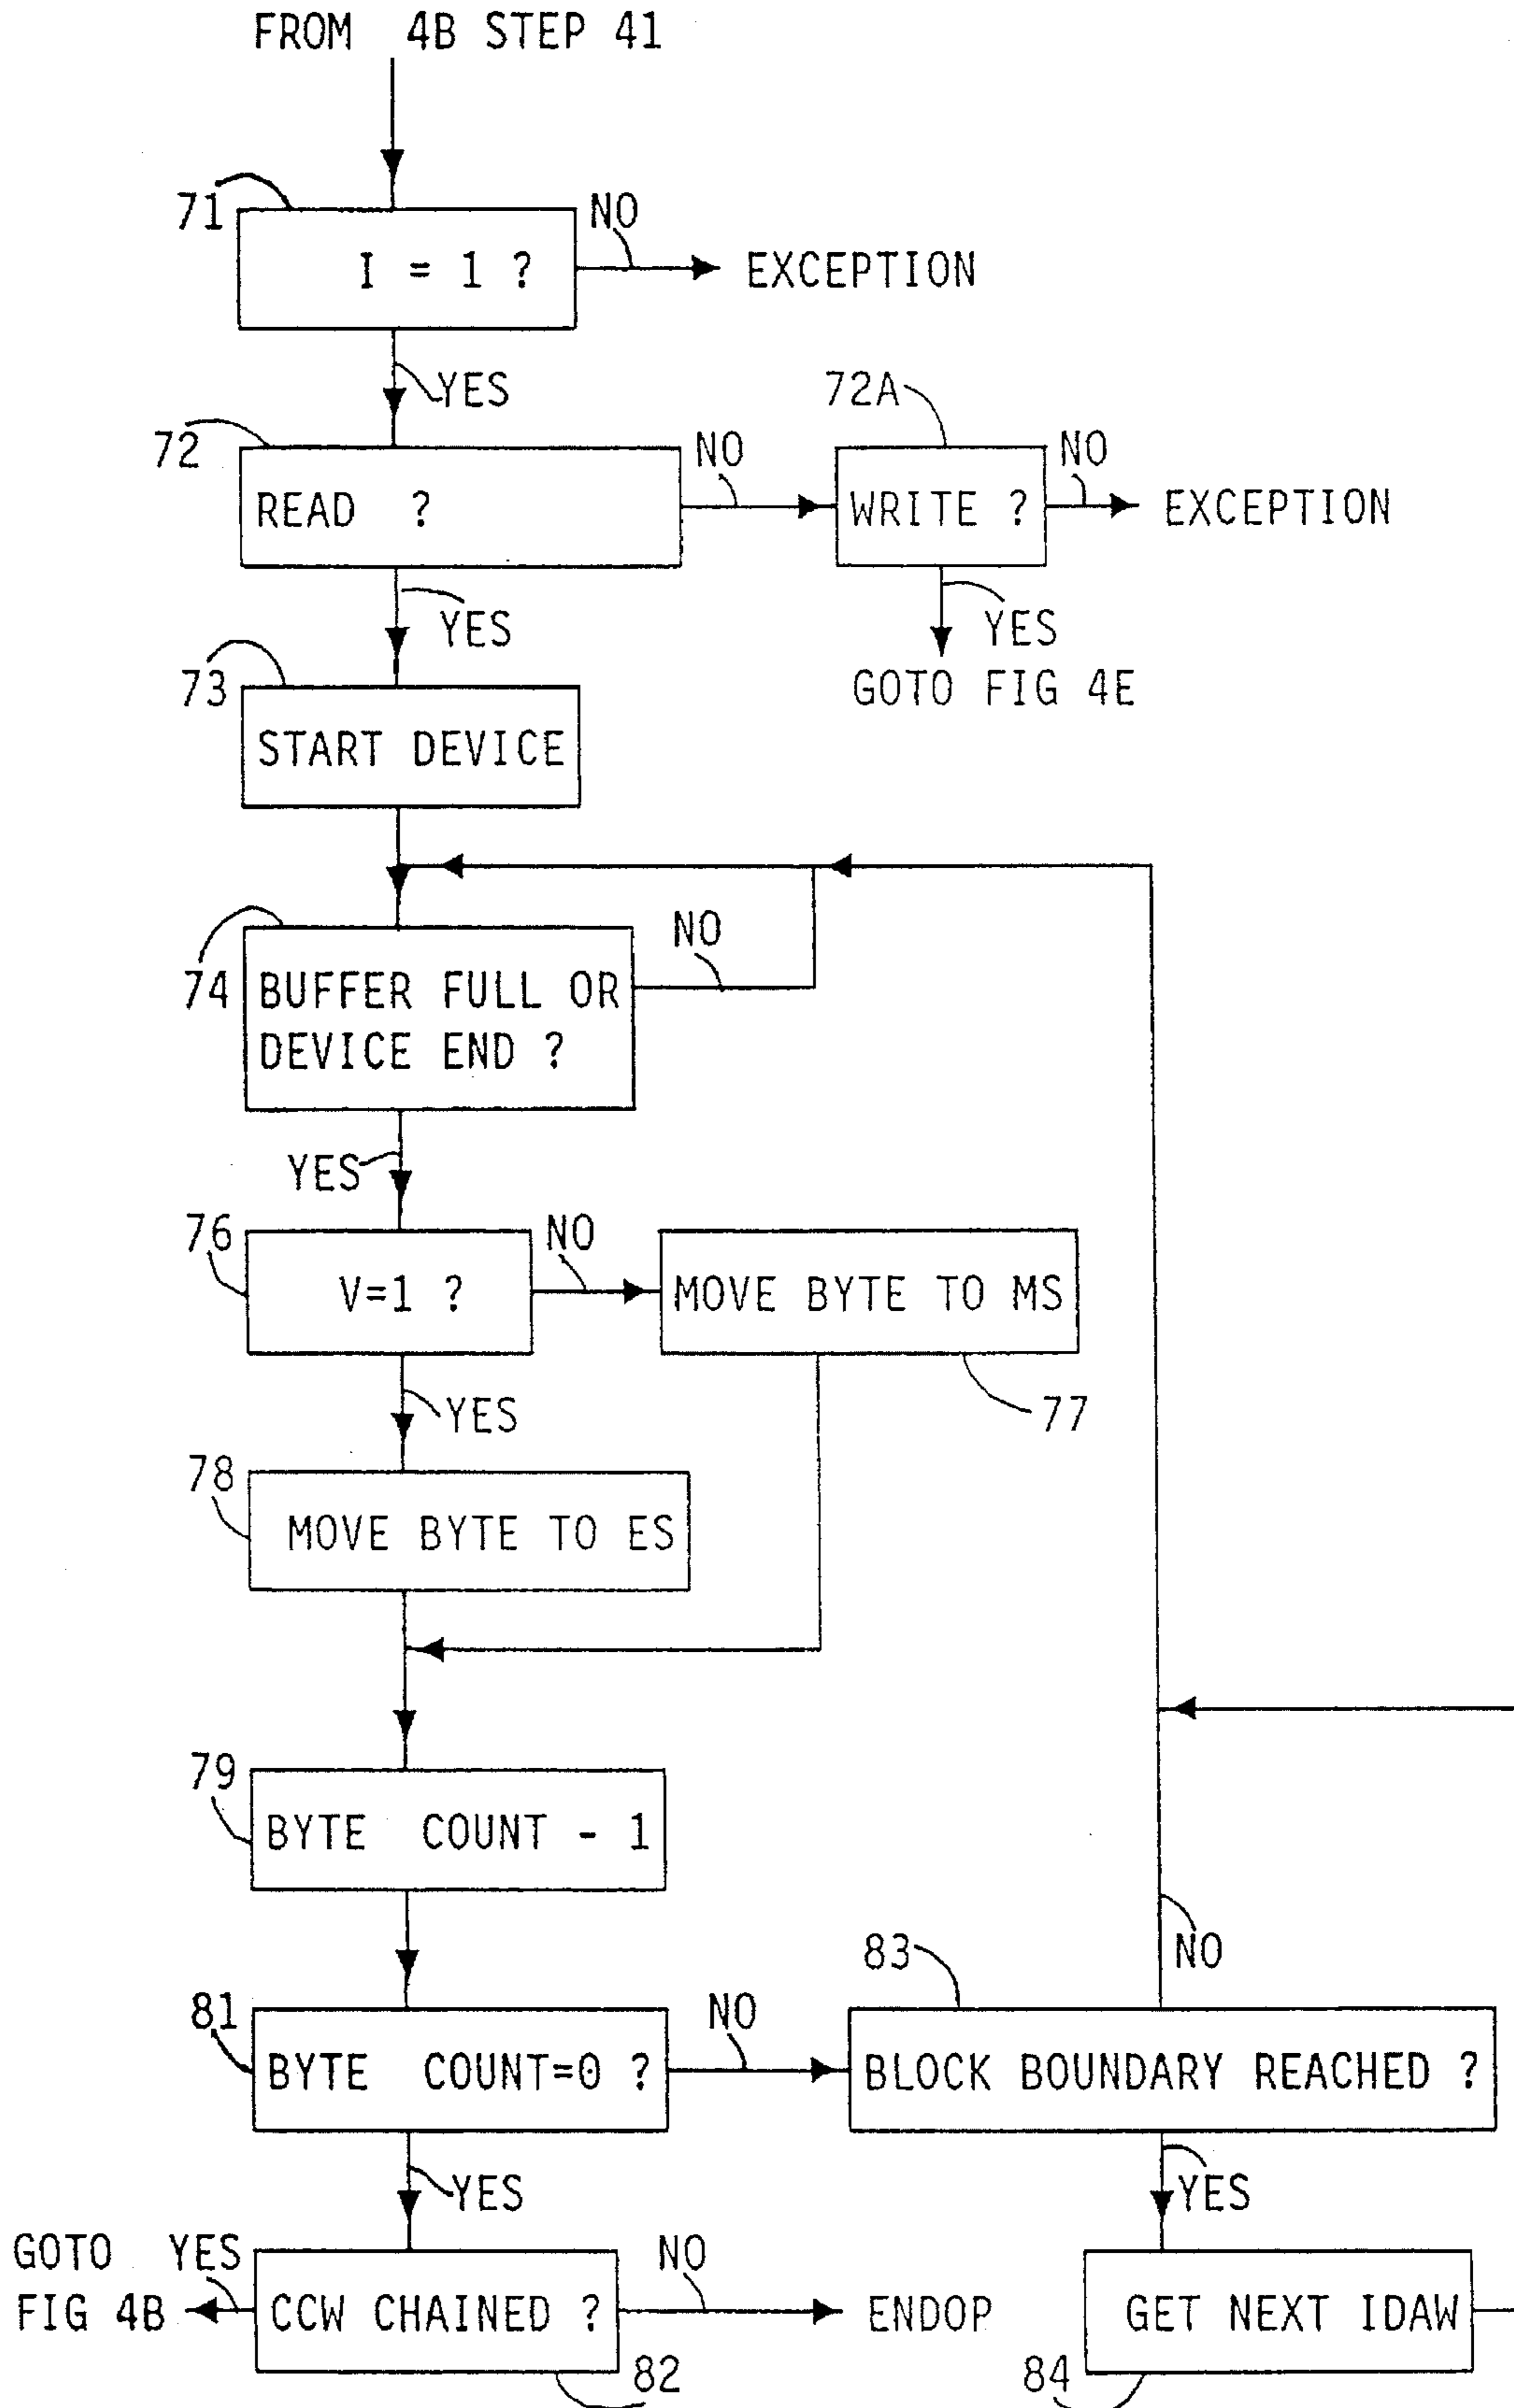 FROM 4B STEP 41
71
NO
I = 1 ?
EXCEPTION
YES
72A
72
NO
NO
READ ?
WRITE ?
EXCEPTION
YES
YES
73
GOTO FIG 4E
START DEVICE
NO
74
BUFFER FULL OR
DEVICE END ?
YES
76
NO
V=1 ?
MOVE BYTE TO MS
YES
77
78
MOVE BYTE TO ES
79
BYTE COUNT - 1
NO
83
81
NO
BYTE COUNT=0 ?
BLOCK BOUNDARY REACHED ?
YES
YES
GOTO YES
FIG 4B
NO
CCW CHAINED ?
ENDOP
GET NEXT IDAW
82
84